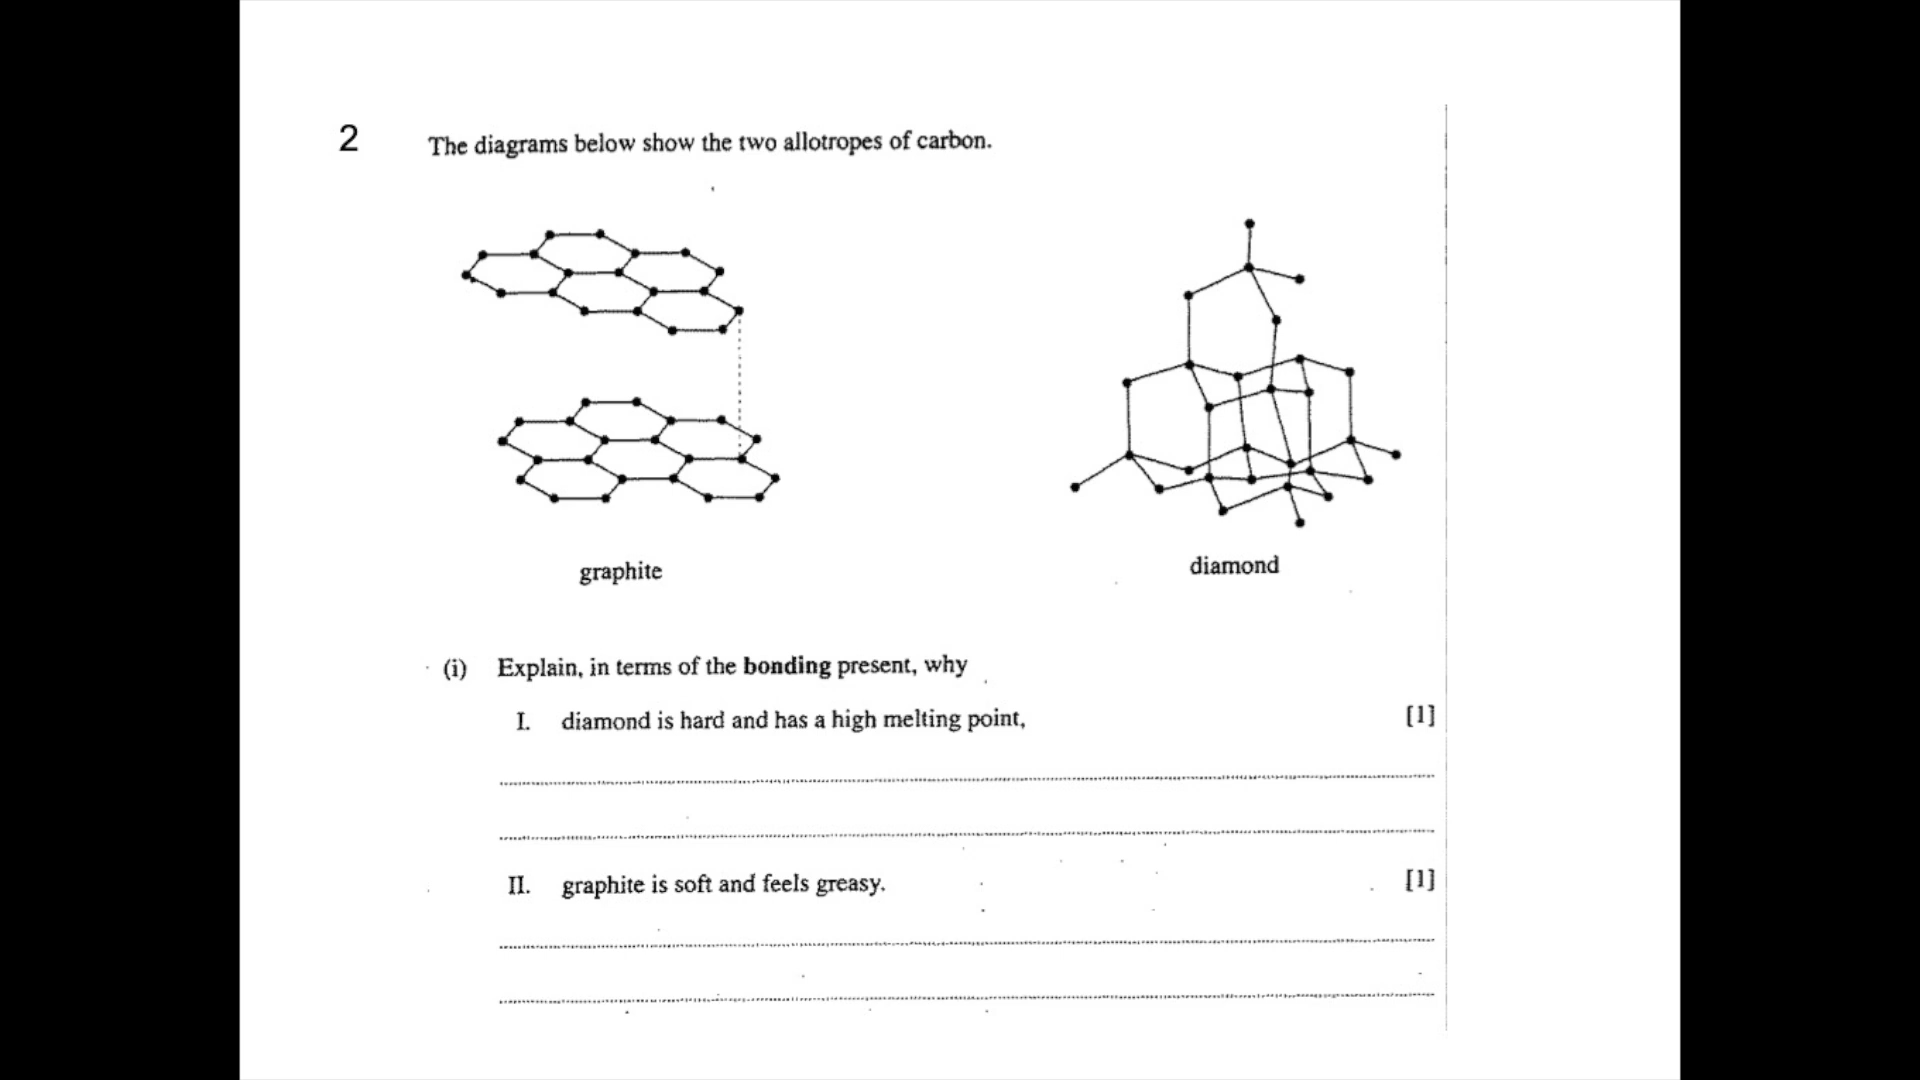 2 The diagrams below show the two allotropes of carbon.
graphite
diamond
(i) Explain, in terms of the bonding present, why
I. diamond is hard and has a high melting point, [1]
II. graphite is soft and feels greasy. [1]